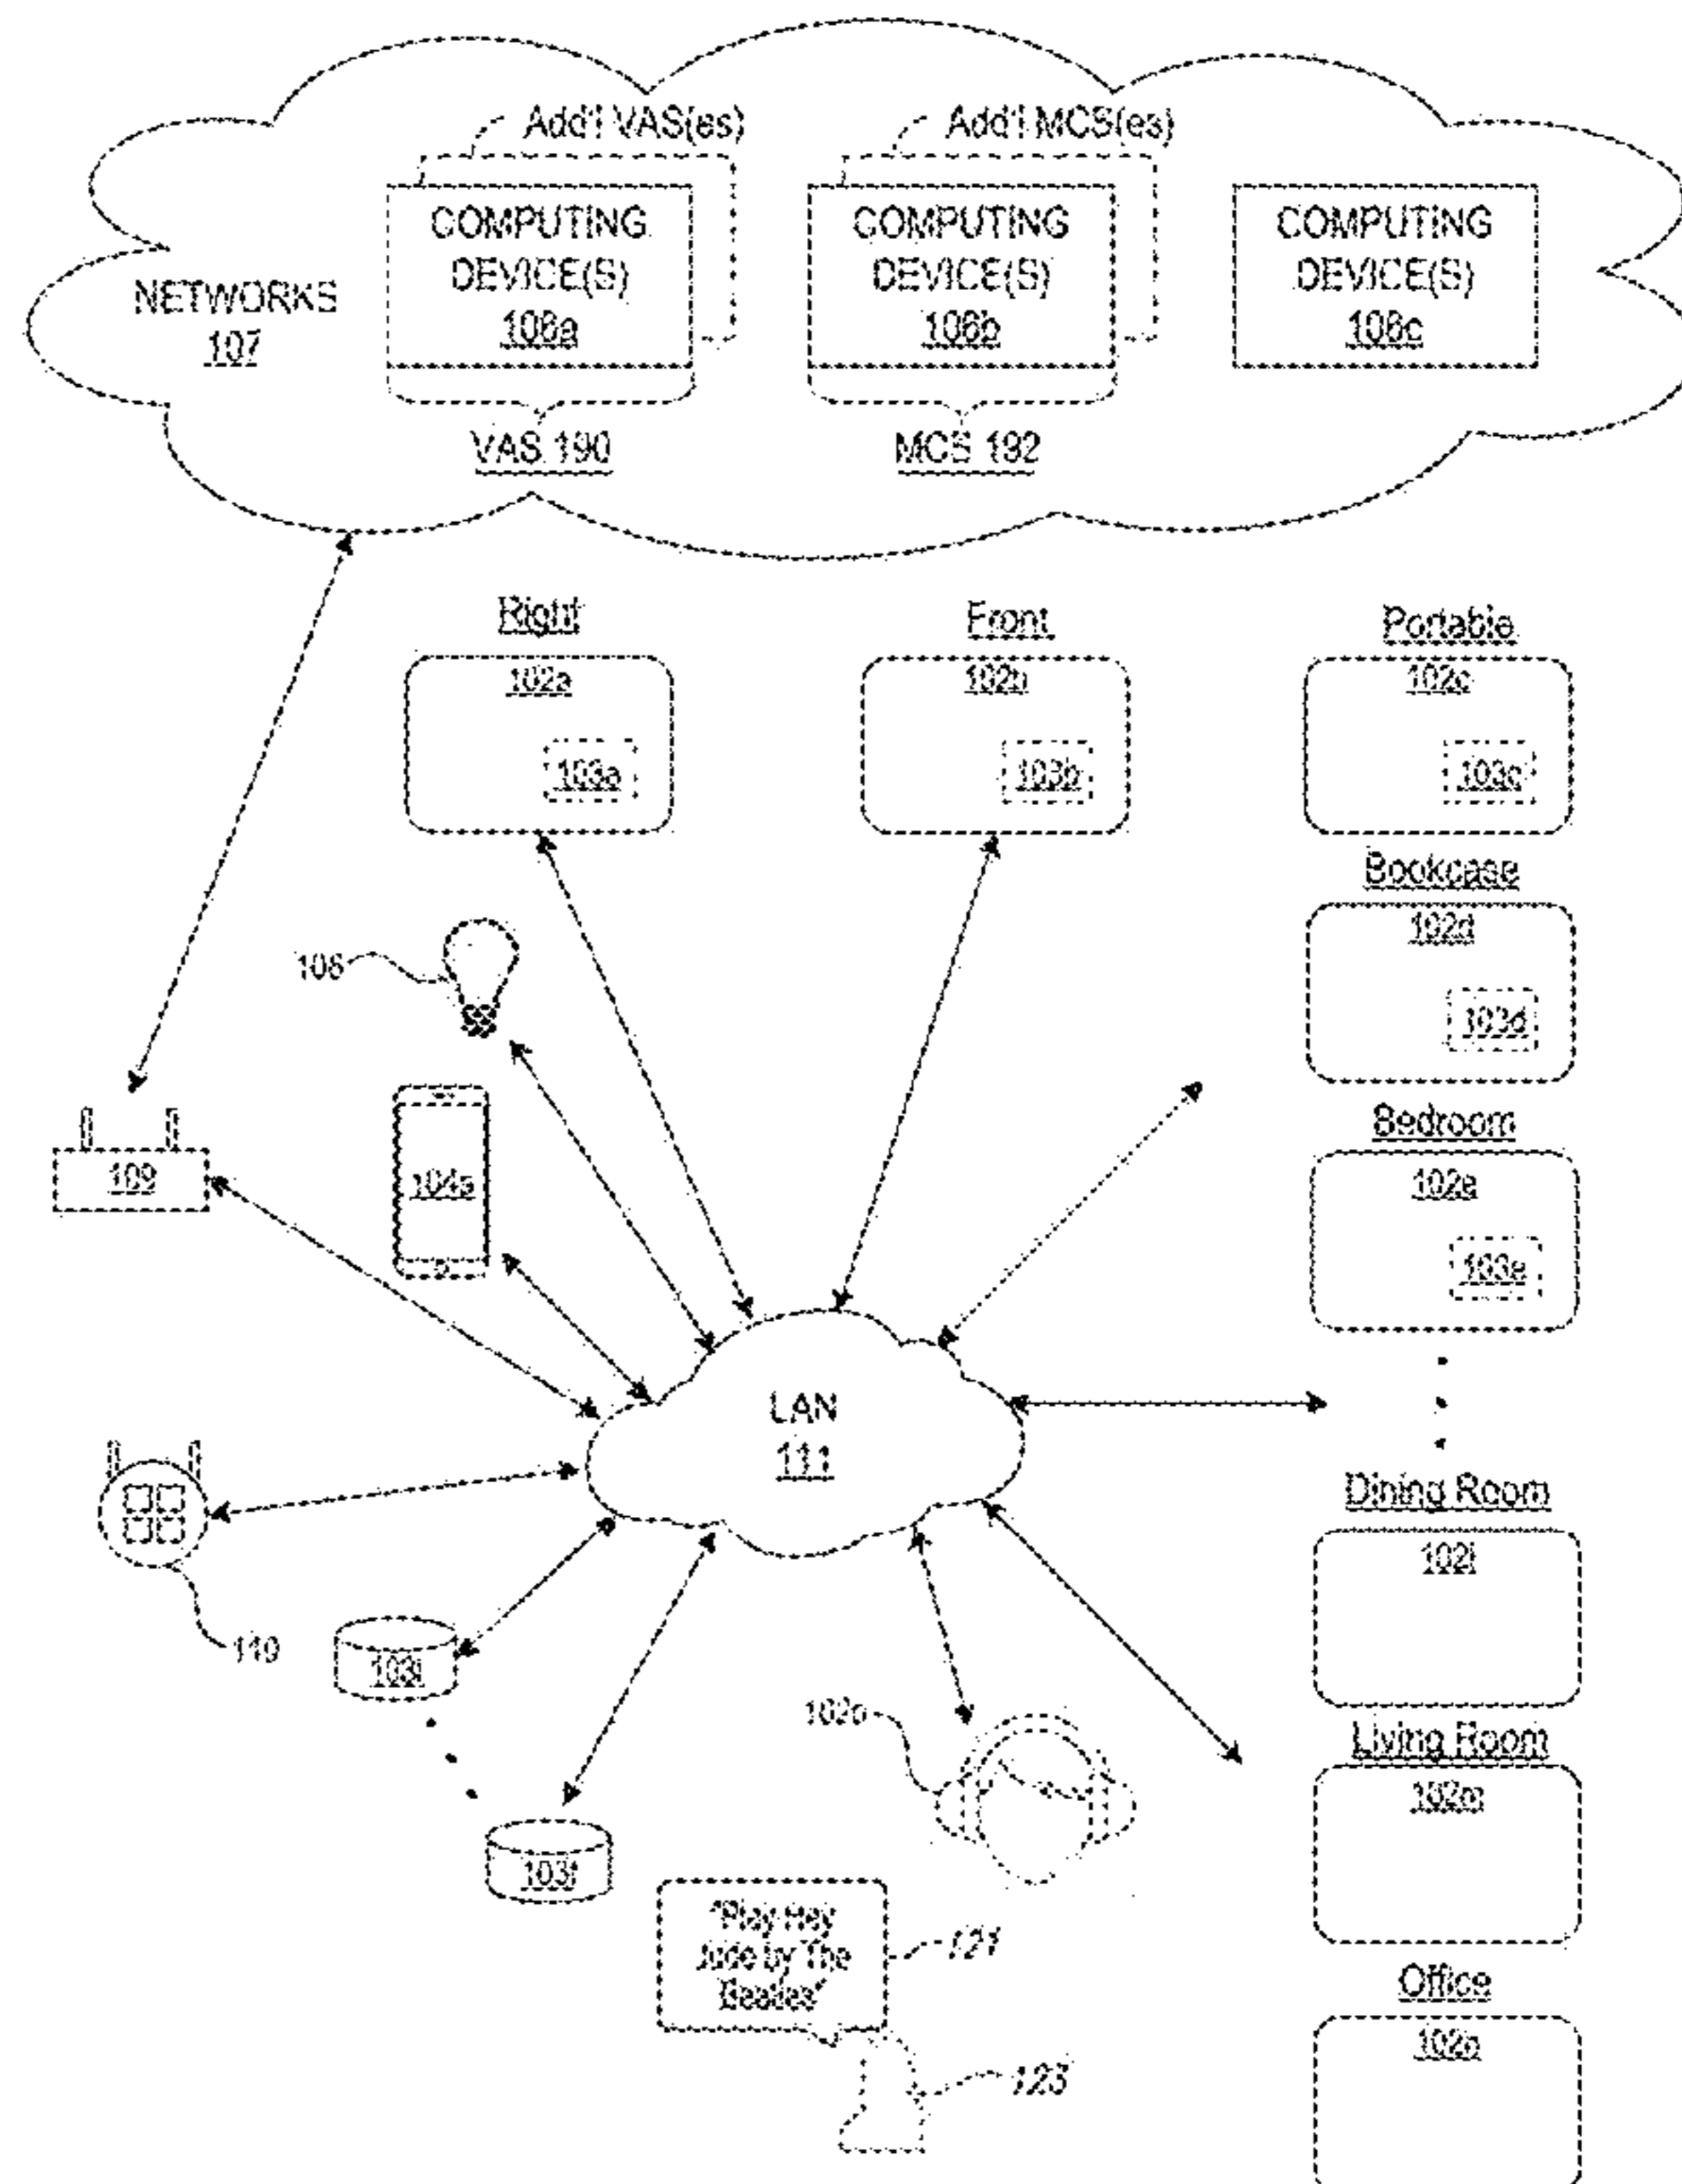 Add'l VAS(es)
Add'l MCS(es)
COMPUTING
DEVICE(S)
106a
COMPUTING
DEVICE(S)
106b
COMPUTING
DEVICE(S)
106c
NETWORKS
107
VAS 190
MCS 192
Right
102a
103a
Front
102b
103b
Portable
102c
103c
Bookcase
102d
103d
108
109
104a
Bedroom
102e
103e
LAN
111
110
103i
103f
Dining Room
102l
Living Room
102m
Office
102n
102o
"Play Hey
Jude by The
Beatles"
121
123